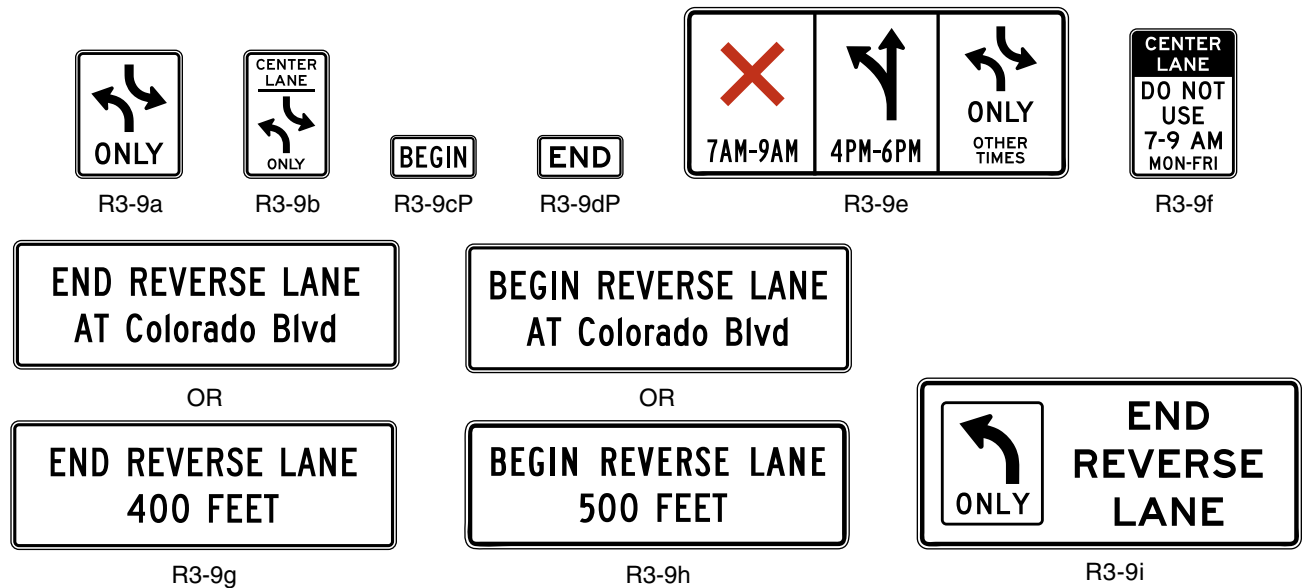 ONLY
R3-9a
CENTER
LANE
ONLY
R3-9b
BEGIN
R3-9cP
END
R3-9dP
7AM-9AM
4PM-6PM
ONLY
OTHER
TIMES
R3-9e
CENTER
LANE
DO NOT
USE
7-9 AM
MON-FRI
R3-9f
END REVERSE LANE
AT Colorado Blvd
OR
END REVERSE LANE
400 FEET
R3-9g
BEGIN REVERSE LANE
AT Colorado Blvd
OR
BEGIN REVERSE LANE
500 FEET
R3-9h
ONLY
END
REVERSE
LANE
R3-9i